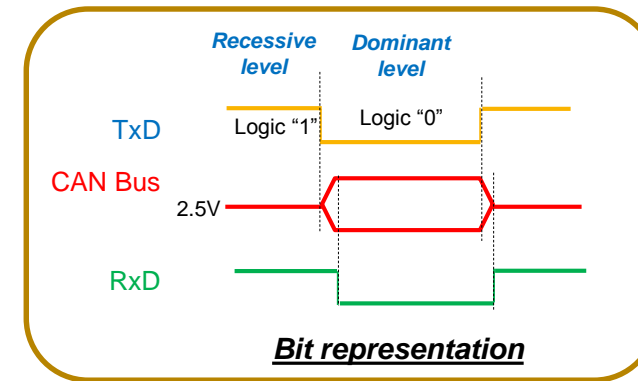 Recessive level
Dominant level
TxD
Logic “1”
Logic “0”
CAN Bus
2.5V
RxD
Bit representation